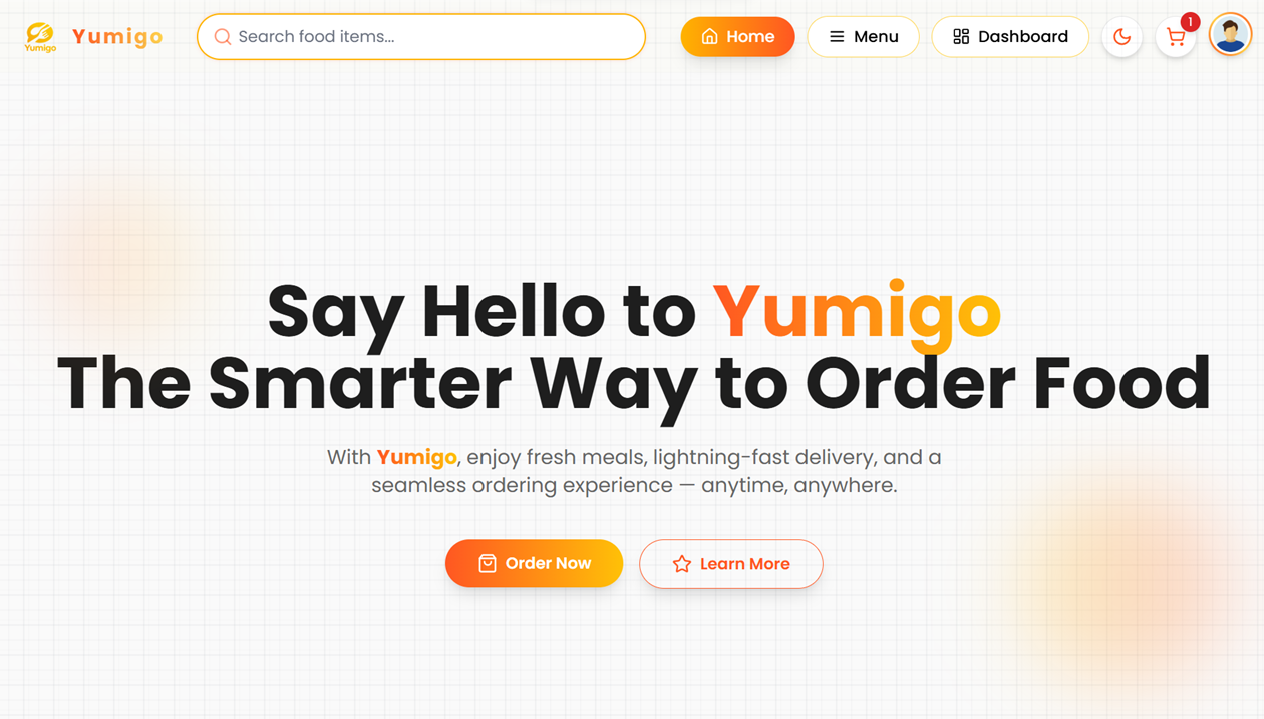 Yumigo
Yumigo
Search food items...
Home
Menu
Dashboard
1
Say Hello to Yumigo
The Smarter Way to Order Food
With Yumigo, enjoy fresh meals, lightning-fast delivery, and a
seamless ordering experience — anytime, anywhere.
Order Now
Learn More